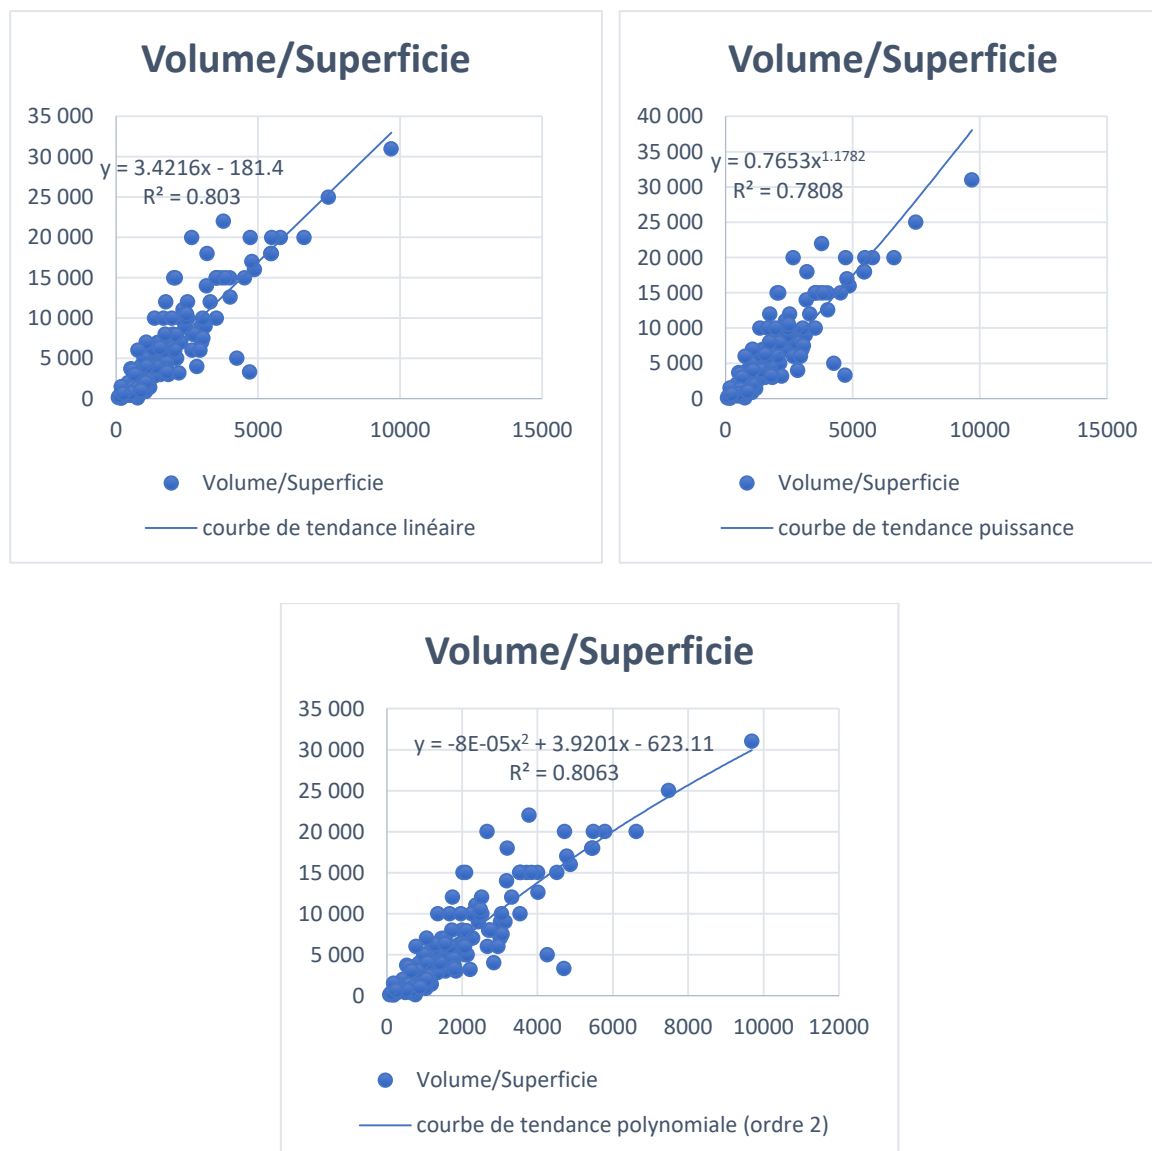 Volume/Superficie
35 000
30 000
25 000
20 000
15 000
10 000
5 000
0
y = 3.4216x - 181.4
R² = 0.803
0 5000 10000 15000
Volume/Superficie
courbe de tendance linéaire
Volume/Superficie
40 000
35 000
30 000
25 000
20 000
15 000
10 000
5 000
0
y = 0.7653x^1.1782
R² = 0.7808
0 5000 10000 15000
Volume/Superficie
courbe de tendance puissance
Volume/Superficie
35 000
30 000
25 000
20 000
15 000
10 000
5 000
0
y = -8E-05x² + 3.9201x - 623.11
R² = 0.8063
0 2000 4000 6000 8000 10000 12000
Volume/Superficie
courbe de tendance polynomiale (ordre 2)